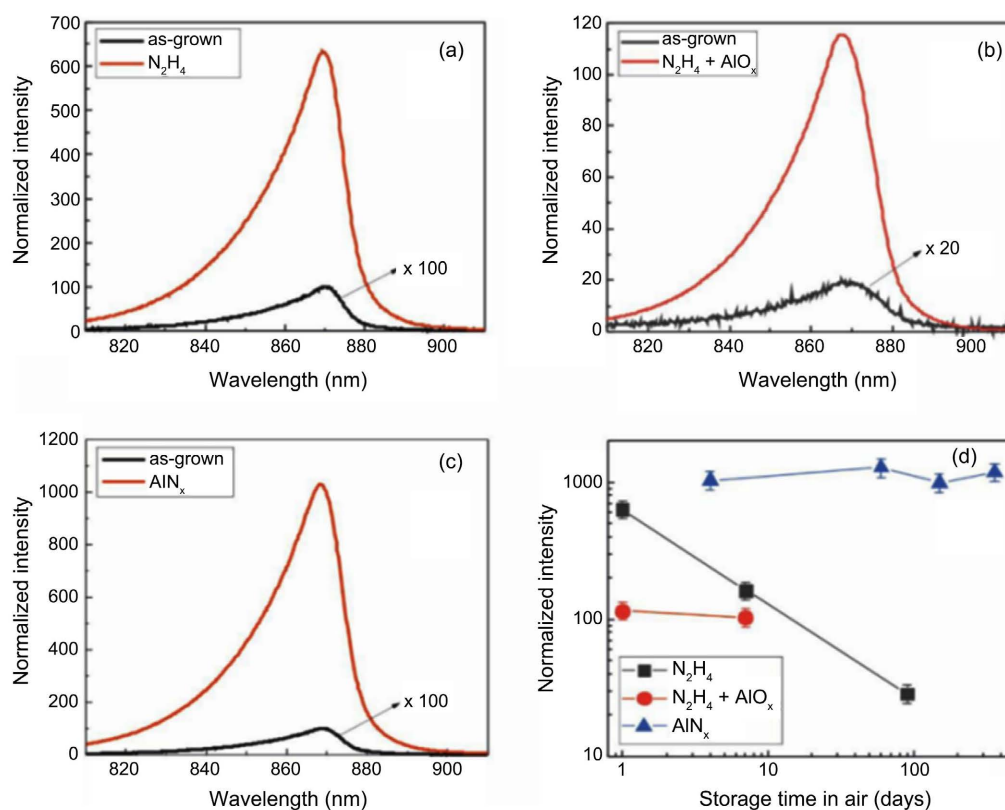 700
600
500
400
300
200
100
0
Normalized intensity
as-grown
N₂H₄
(a)
x 100
820 840 860 880 900
Wavelength (nm)
120
100
80
60
40
20
0
Normalized intensity
as-grown
N₂H₄ + AlOₓ
(b)
x 20
820 840 860 880 900
Wavelength (nm)
1200
1000
800
600
400
200
0
Normalized intensity
as-grown
AlNₓ
(c)
x 100
820 840 860 880 900
Wavelength (nm)
1000
100
10
Normalized intensity
(d)
N₂H₄
N₂H₄ + AlOₓ
AlNₓ
1 10 100
Storage time in air (days)